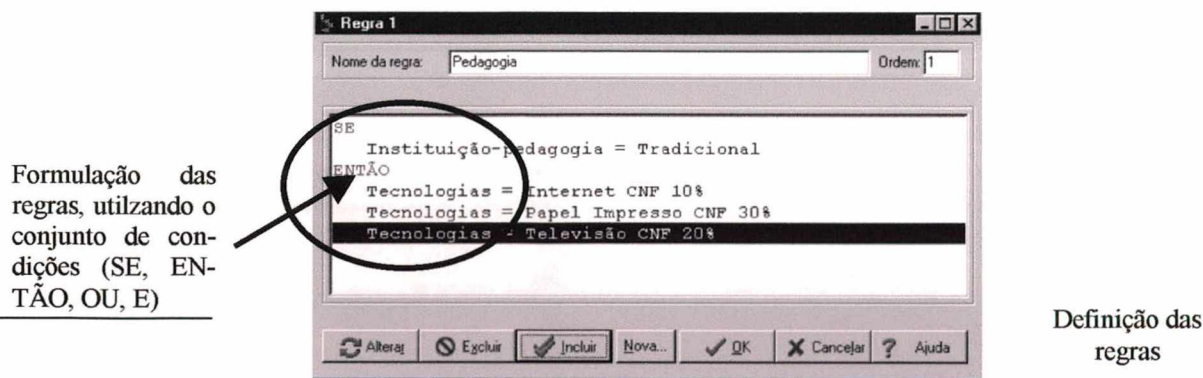 Regra 1
Nome da regra: Pedagogia Ordem: 1
SE
Instituição-pedagogia = Tradicional
ENTÃO
Tecnologias = Internet CNF 10%
Tecnologias = Papel Impresso CNF 30%
Tecnologias = Televisão CNF 20%
Alterar Excluir Incluir Nova... OK Cancelar Ajuda
Formulação das
regras, utilzando o
conjunto de con-
dições (SE, EN-
TÃO, OU, E)
Definição das
regras